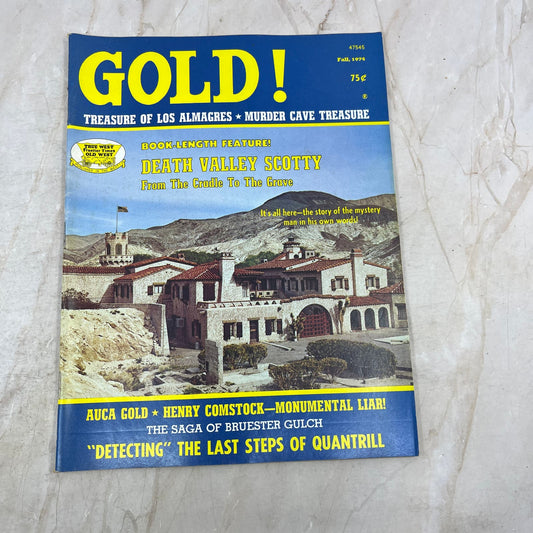 GOLD!
47545
Fall, 1974
75¢
®
TREASURE OF LOS ALMAGRES ★ MURDER CAVE TREASURE
TRUE WEST
Frontier Times
OLD WEST
BOOK-LENGTH FEATURE!
DEATH VALLEY SCOTTY
From The Cradle To The Grave
It's all here—the story of the mystery
man in his own words!
AUCA GOLD ★ HENRY COMSTOCK—MONUMENTAL LIAR!
THE SAGA OF BRUESTER GULCH
"DETECTING" THE LAST STEPS OF QUANTRILL